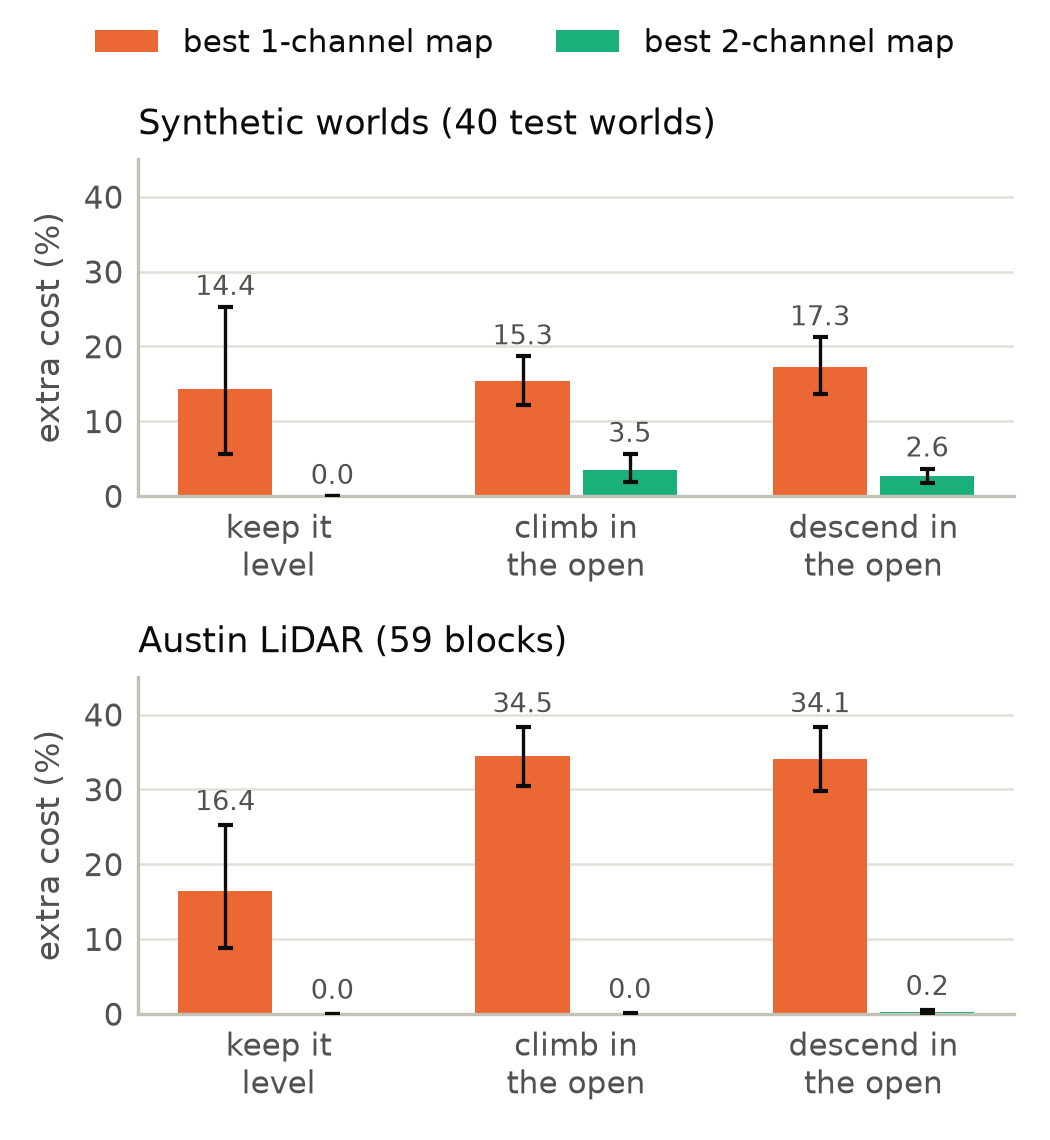 best 1-channel map
best 2-channel map
Synthetic worlds (40 test worlds)
extra cost (%)
40
30
20
10
0
14.4
0.0
15.3
3.5
17.3
2.6
keep it
level
climb in
the open
descend in
the open
Austin LiDAR (59 blocks)
extra cost (%)
40
30
20
10
0
16.4
0.0
34.5
0.0
34.1
0.2
keep it
level
climb in
the open
descend in
the open